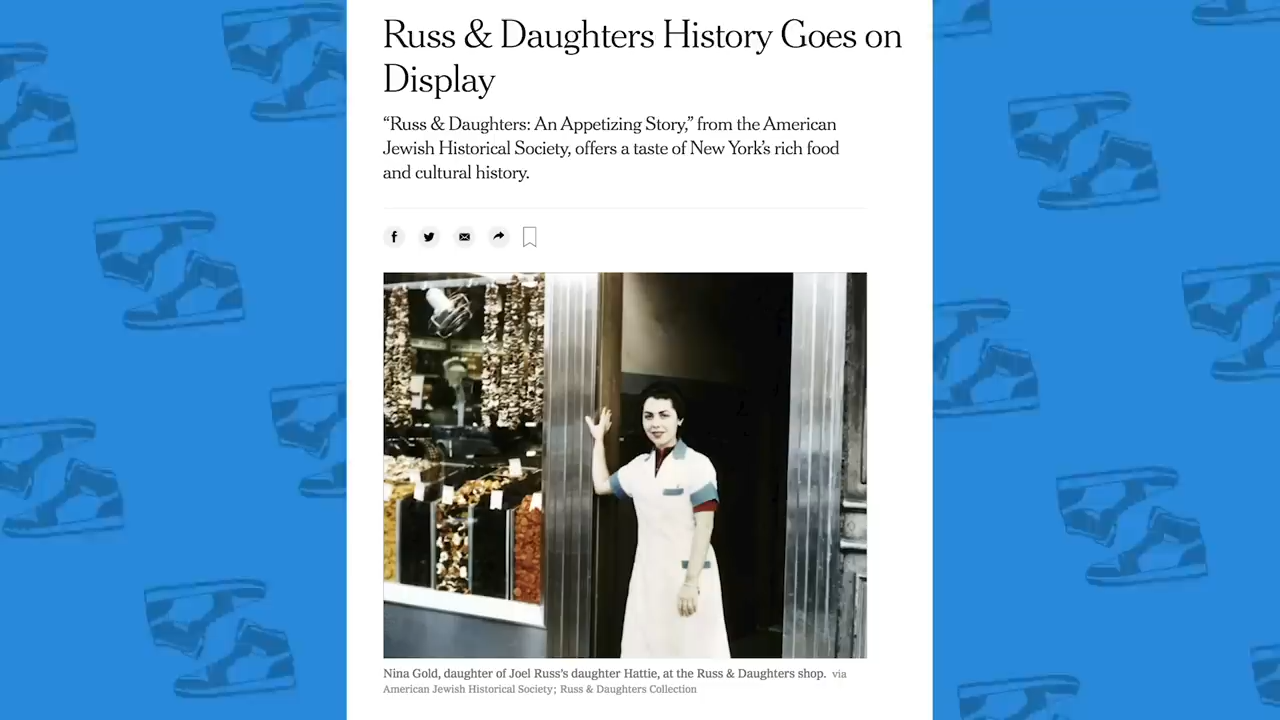 Russ & Daughters History Goes on
Display
“Russ & Daughters: An Appetizing Story,” from the American
Jewish Historical Society, offers a taste of New York’s rich food
and cultural history.
Nina Gold, daughter of Joel Russ’s daughter Hattie, at the Russ & Daughters shop. via
American Jewish Historical Society; Russ & Daughters Collection